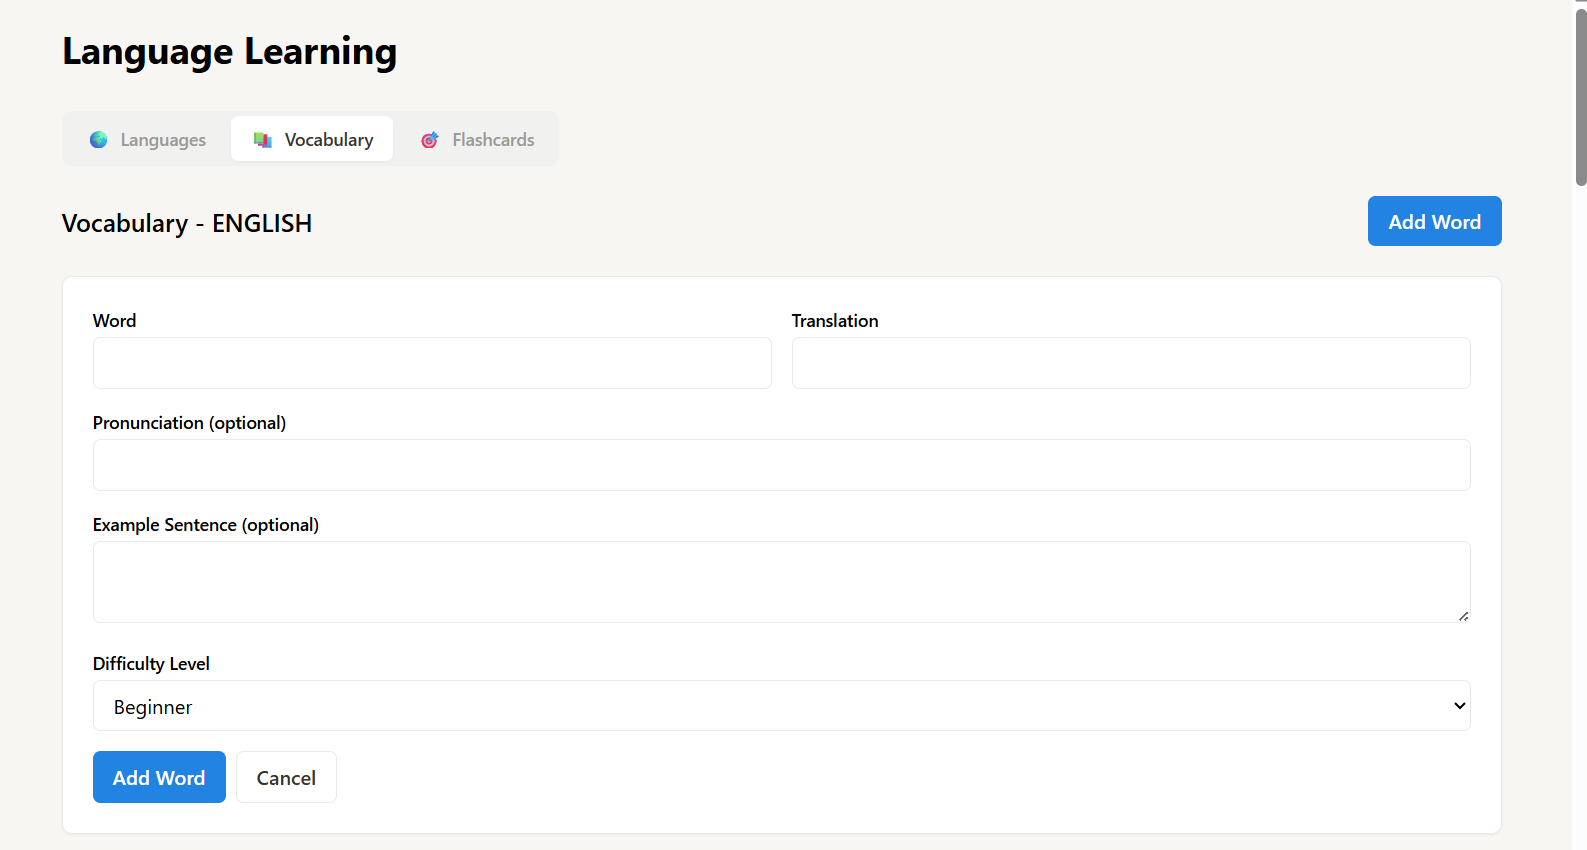 Language Learning
Languages Vocabulary Flashcards
Vocabulary - ENGLISH
Add Word
Word
Translation
Pronunciation (optional)
Example Sentence (optional)
Difficulty Level
Beginner
Add Word
Cancel